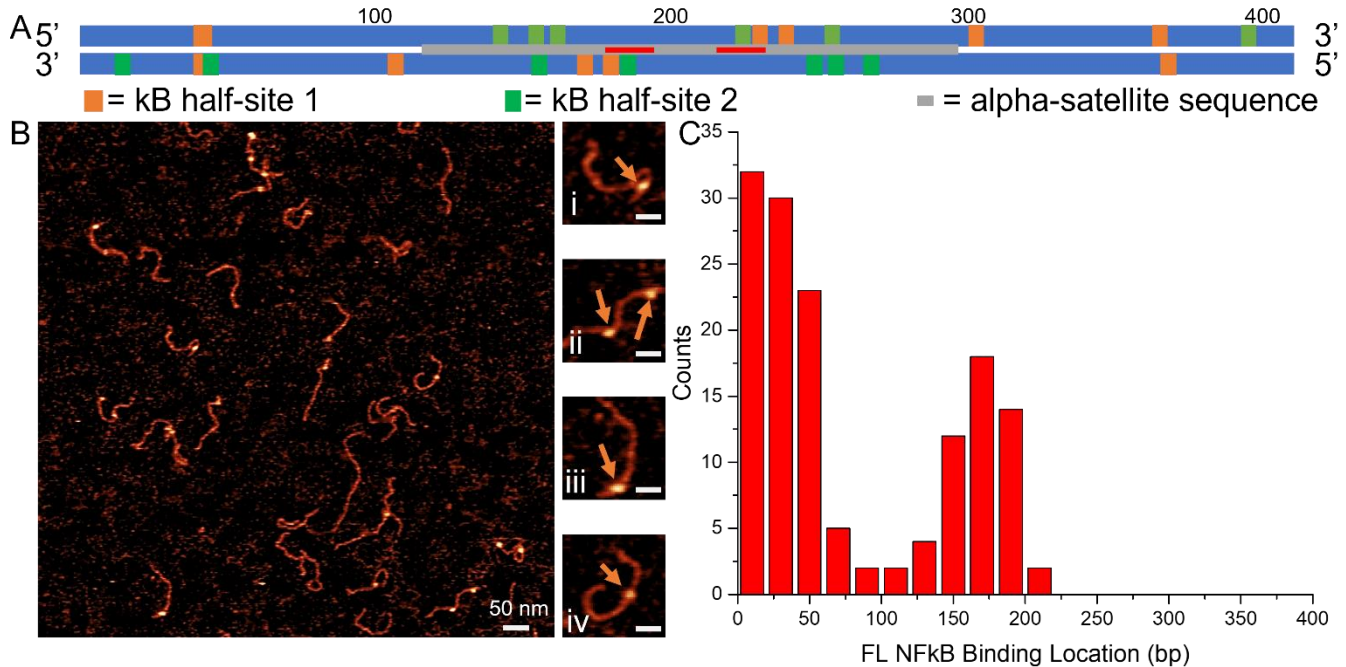 A
100 200 300 400
5’ 3’
3’ 5’
= kB half-site 1 = kB half-site 2 = alpha-satellite sequence
B
50 nm
i
ii
iii
iv
C
35
30
25
20
15
10
5
0
Counts
0 50 100 150 200 250 300 350 400
FL NFkB Binding Location (bp)